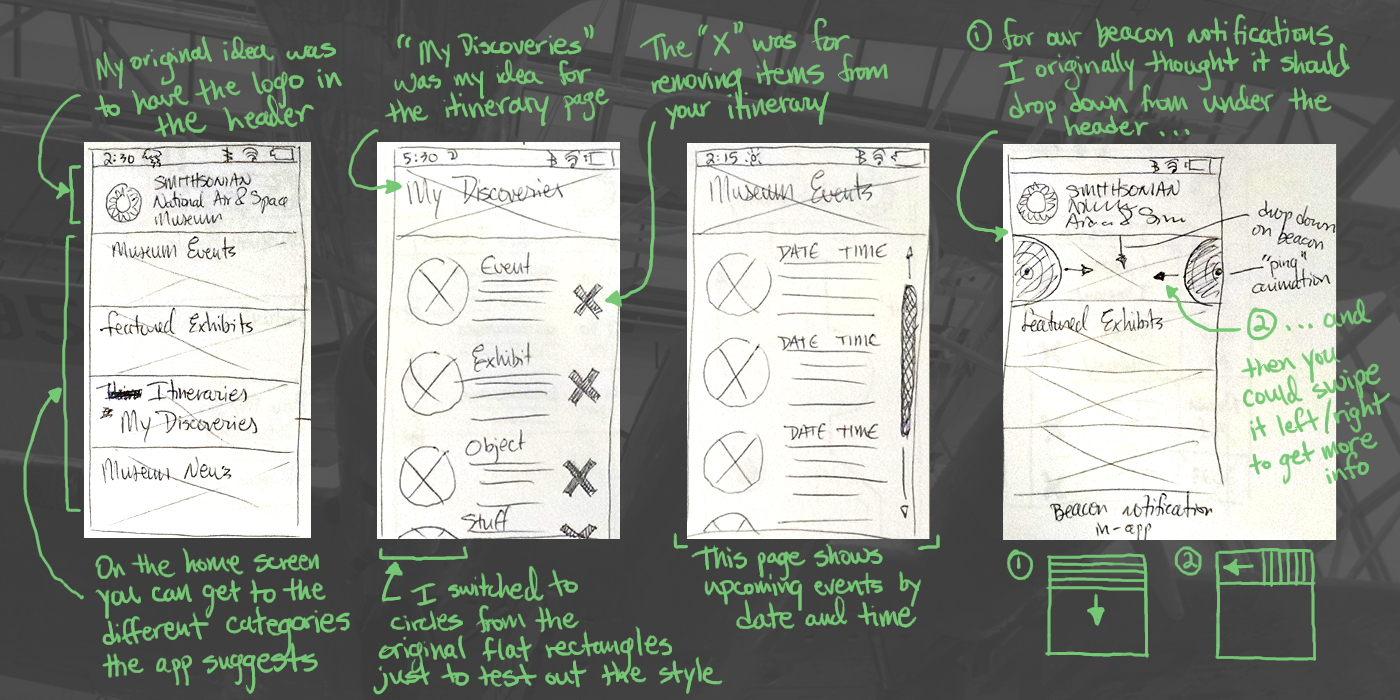 My original idea was
to have the logo in
the header
"My Discoveries"
was my idea for
the itinerary page
The "X" was for
removing items from
your itinerary
① for our beacon notifications
I originally thought it should
drop down from under the
header...
2:30
SMITHSONIAN
National Air & Space
Museum
Museum Events
featured Exhibits
Itineraries
My Discoveries
Museum News
5:30
My Discoveries
Event
Exhibit
Object
Stuff
2:15
Museum Events
DATE TIME
DATE TIME
DATE TIME
SMITHSONIAN
featured Exhibits
drop down
on beacon
"ping"
animation
Beacon notification
in-app
② ... and
then you
could swipe
it left/right
to get more
info
On the home screen
you can get to the
different categories
the app suggests
I switched to
circles from the
original flat rectangles
just to test out the style
This page shows
upcoming events by
date and time
①
②